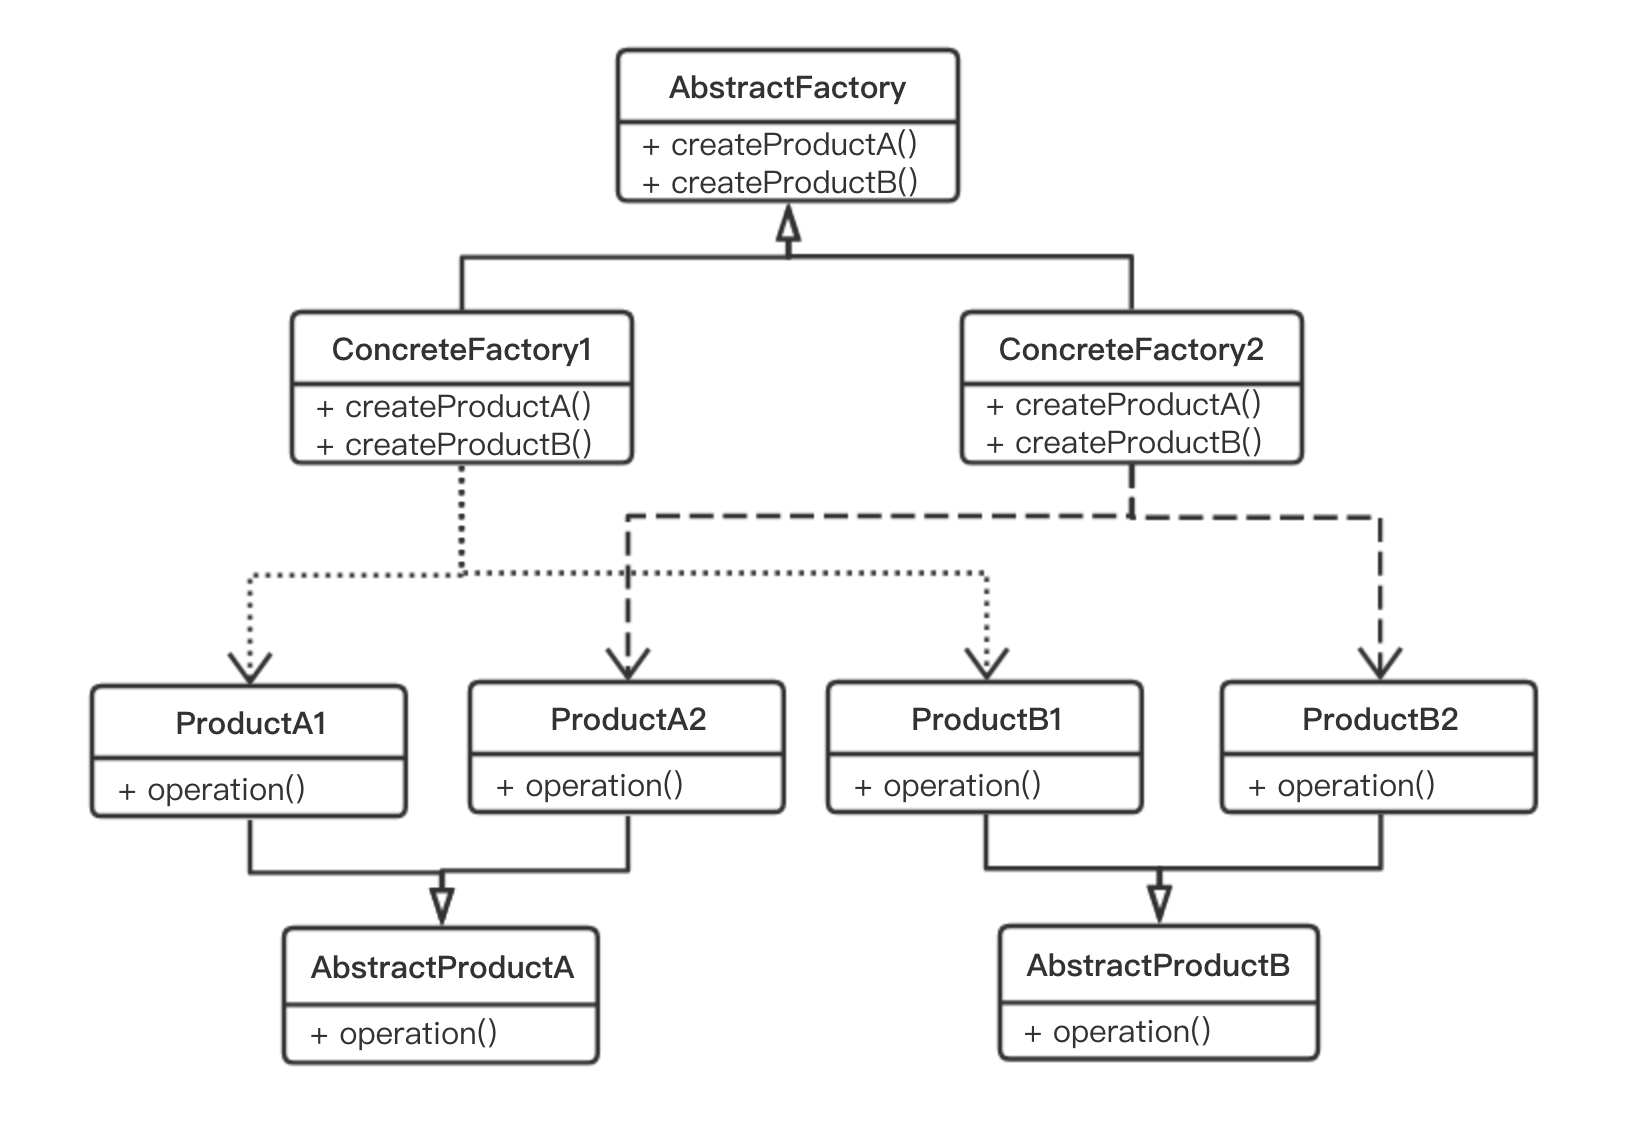 AbstractFactory
+ createProductA()
+ createProductB()
ConcreteFactory1
+ createProductA()
+ createProductB()
ConcreteFactory2
+ createProductA()
+ createProductB()
ProductA1
+ operation()
ProductA2
+ operation()
ProductB1
+ operation()
ProductB2
+ operation()
AbstractProductA
+ operation()
AbstractProductB
+ operation()